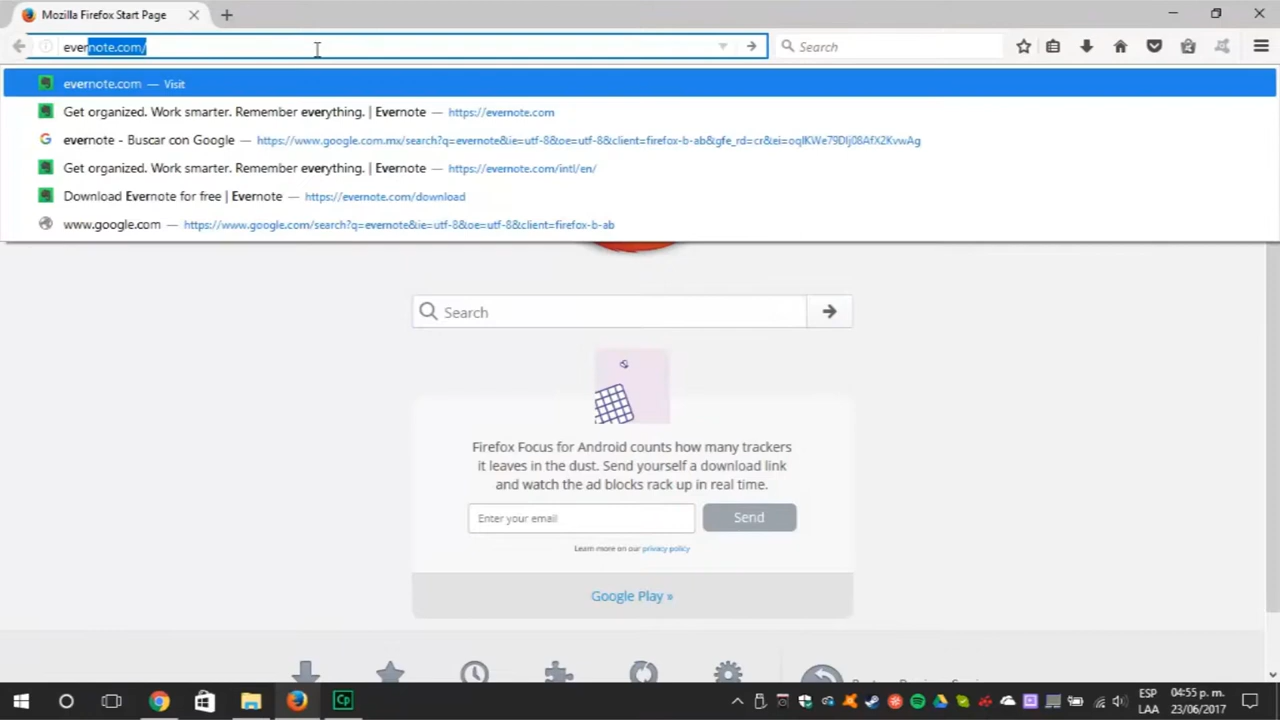 Mozilla Firefox Start Page
evernote.com/
Search
evernote.com — Visit
Get organized. Work smarter. Remember everything. | Evernote — https://evernote.com
evernote - Buscar con Google — https://www.google.com.mx/search?q=evernote&ie=utf-8&oe=utf-8&client=firefox-b-ab&gfe_rd=cr&ei=oqlKWe79DIj08AfX2KvwAg
Get organized. Work smarter. Remember everything. | Evernote — https://evernote.com/intl/en/
Download Evernote for free | Evernote — https://evernote.com/download
www.google.com — https://www.google.com/search?q=evernote&ie=utf-8&oe=utf-8&client=firefox-b-ab
Search
Firefox Focus for Android counts how many trackers
it leaves in the dust. Send yourself a download link
and watch the ad blocks rack up in real time.
Enter your email
Send
Learn more on our privacy policy
Google Play »
Cp
ESP
LAA
04:55 p. m.
23/06/2017